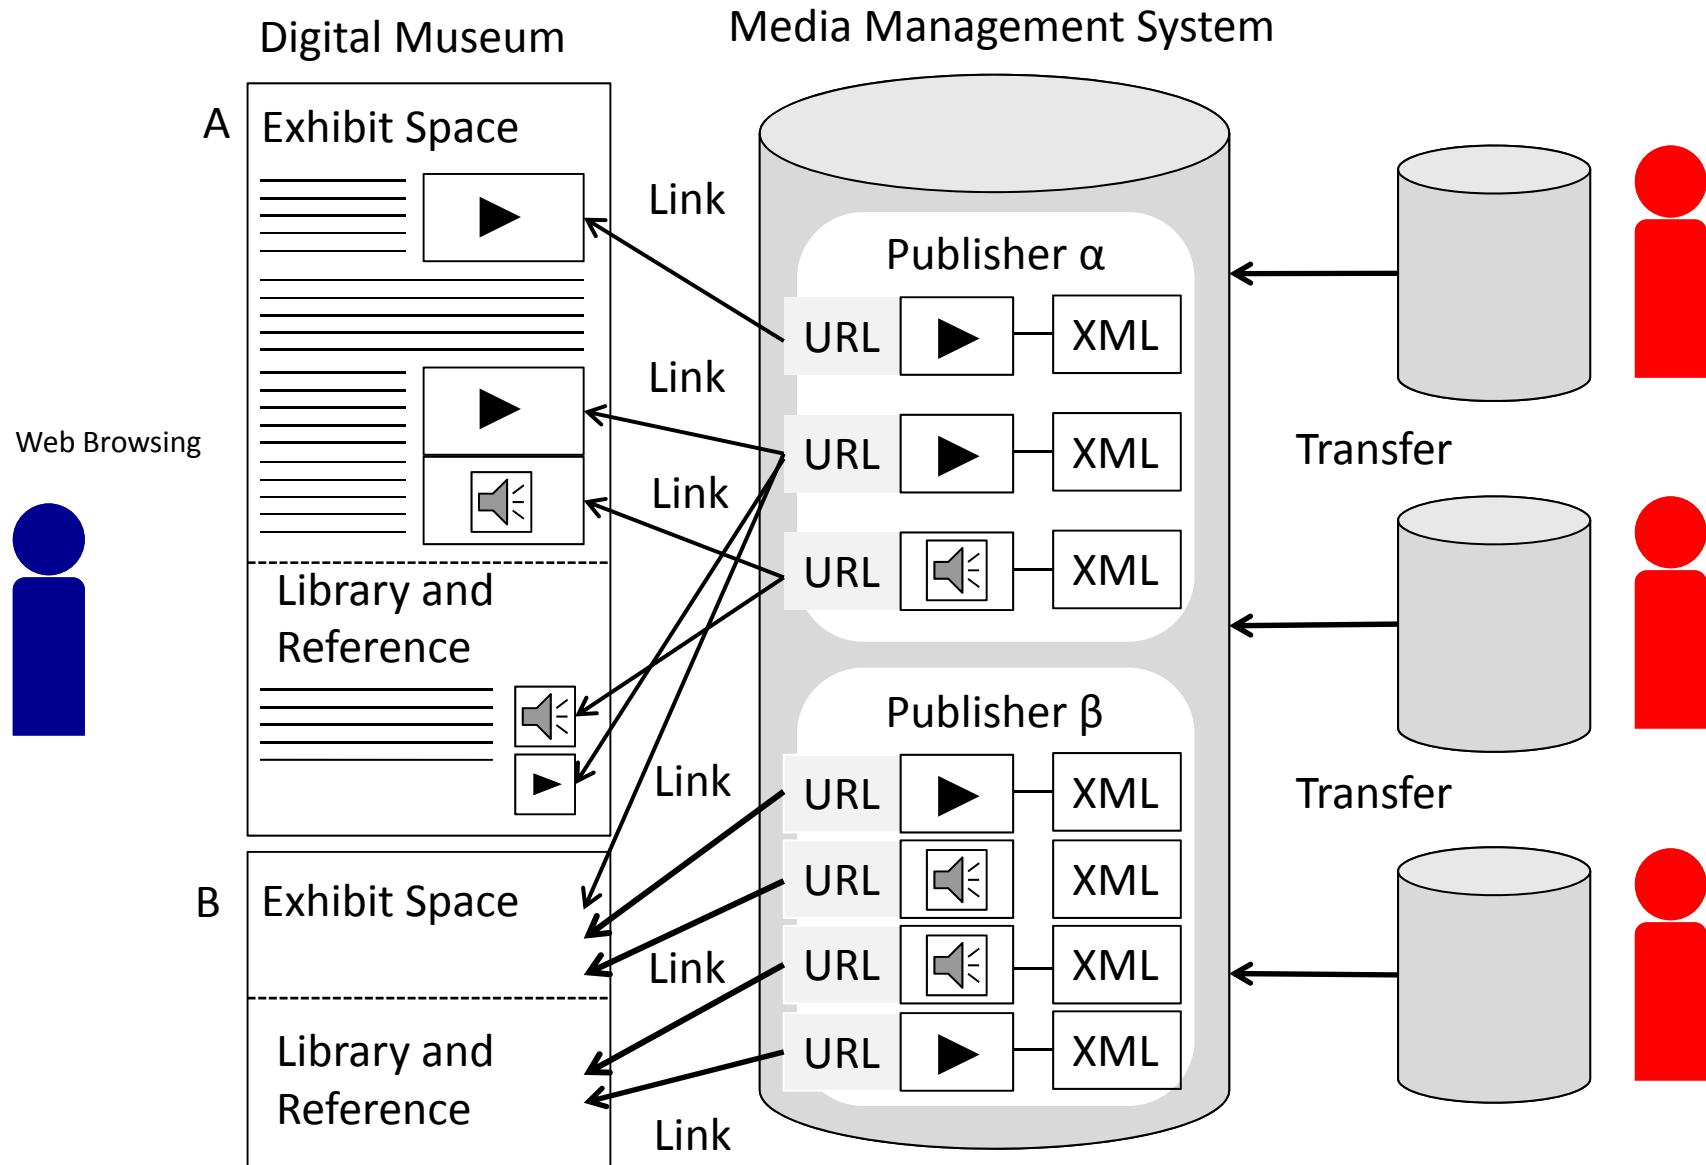 Digital Museum
Media Management System
A
Exhibit Space
Link
Publisher α
URL
XML
Link
URL
XML
Web Browsing
Transfer
Link
URL
XML
Library and
Reference
Publisher β
Link
URL
XML
Transfer
B
Exhibit Space
URL
XML
Link
URL
XML
Library and
Reference
URL
XML
Link